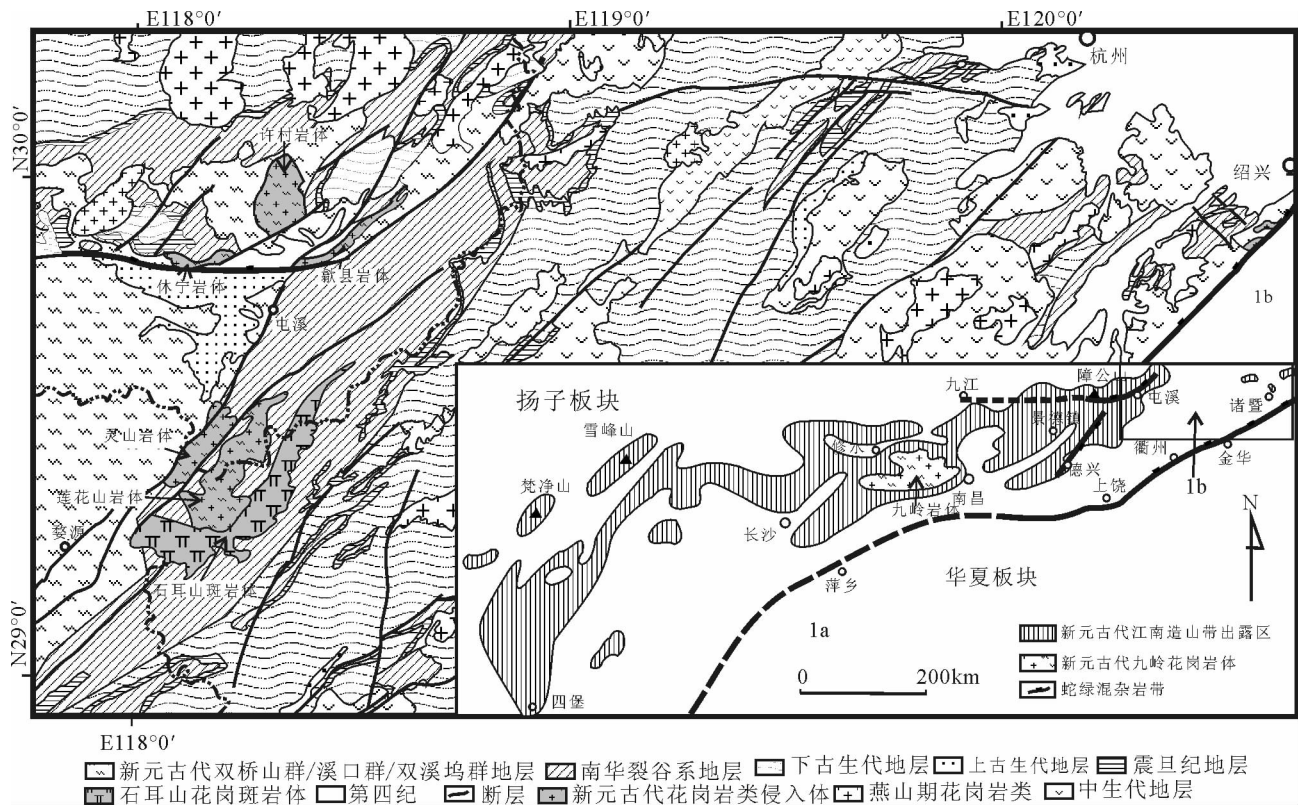 E118°0′ E119°0′ E120°0′
杭州
N30°0′
许村岩体
绍兴
1b
休宁岩体
歙县岩体
屯溪
灵山岩体
莲花山岩体
婺源
石耳山斑岩体
N29°0′
E118°0′
扬子板块
九江
障公山
屯溪
雪峰山
景德镇
诸暨
修水
衢州
金华
德兴
1b
梵净山
南昌
上饶
九岭岩体
长沙
N
萍乡
华夏板块
1a
新元古代江南造山带出露区
新元古代九岭花岗岩体
0 200km
蛇绿混杂岩带
四堡
新元古代双桥山群/溪口群/双溪坞群地层 南华裂谷系地层 下古生代地层 上古生代地层 震旦纪地层
石耳山花岗斑岩体 第四纪 断层 新元古代花岗岩类侵入体 燕山期花岗岩类 中生代地层